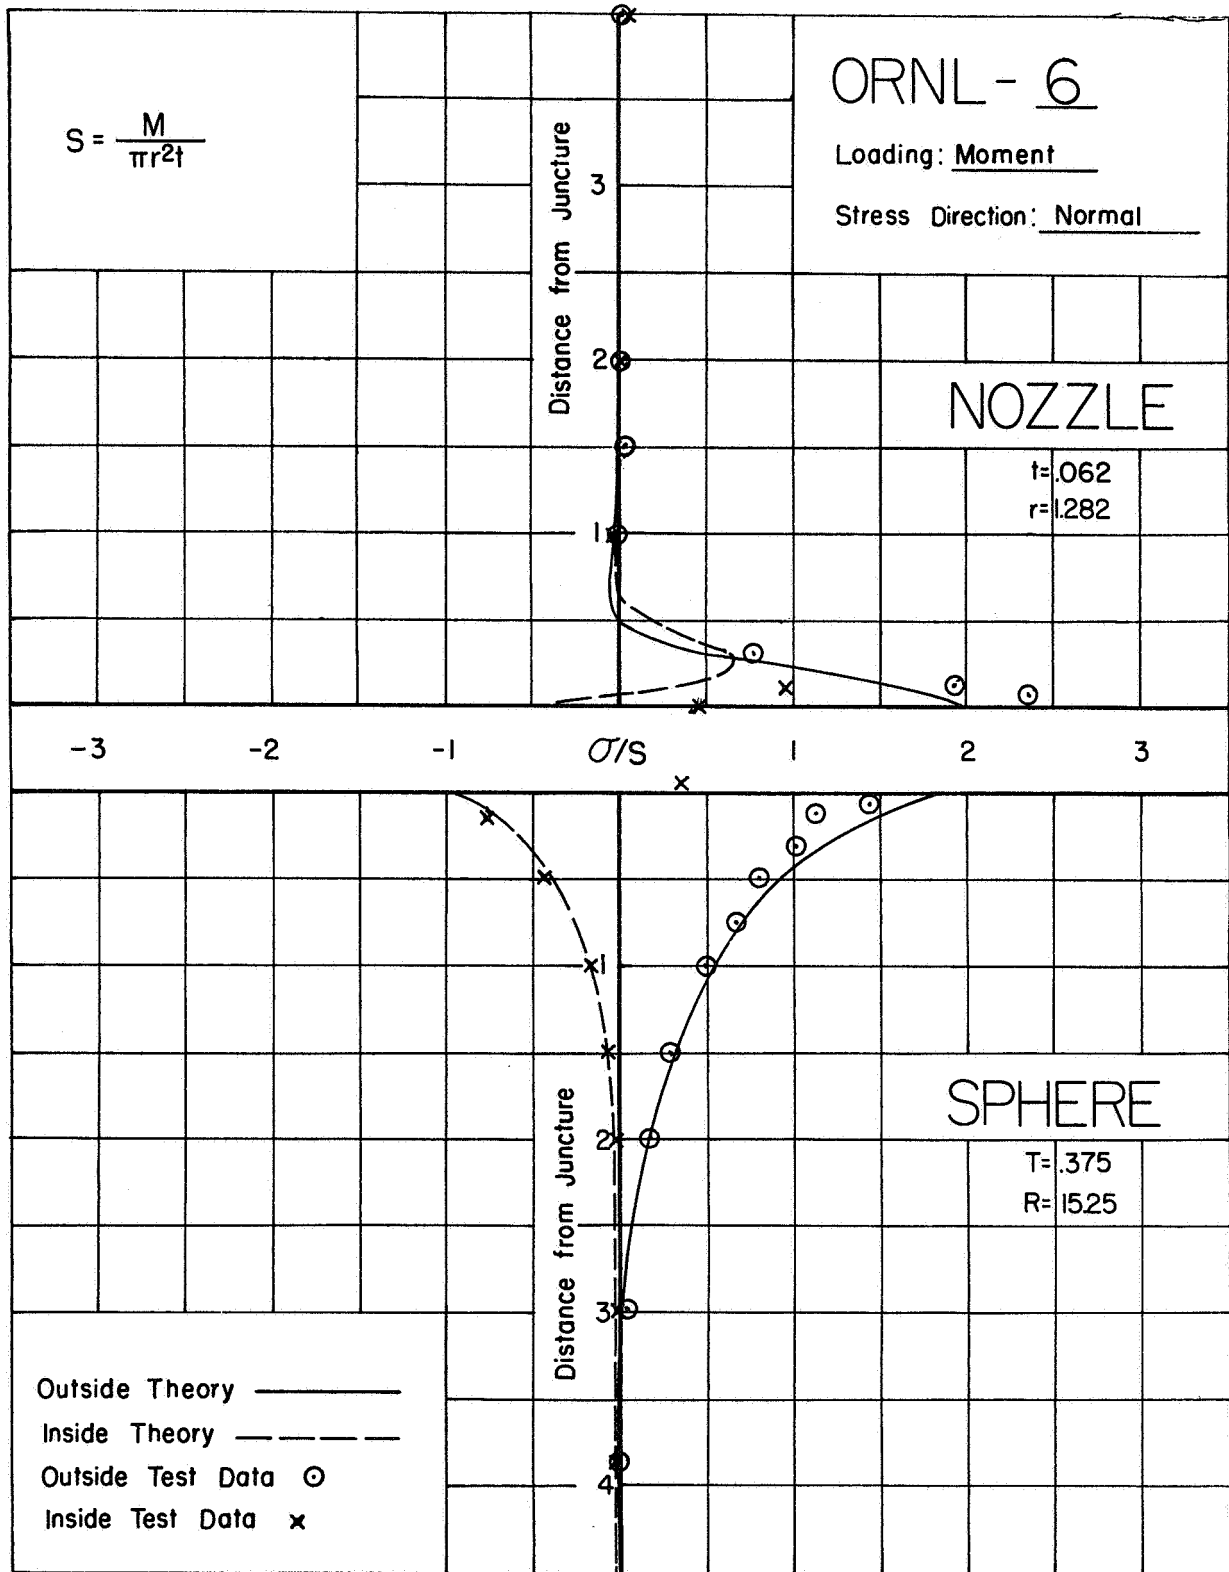 S = M
πr²t
ORNL - 6
Loading: Moment
Stress Direction: Normal
Distance from Juncture
3
2
1
NOZZLE
t=.062
r=1.282
-3 -2 -1 σ/S 1 2 3
1
2
3
4
Distance from Juncture
SPHERE
T=.375
R=15.25
Outside Theory
Inside Theory
Outside Test Data ⊙
Inside Test Data ×